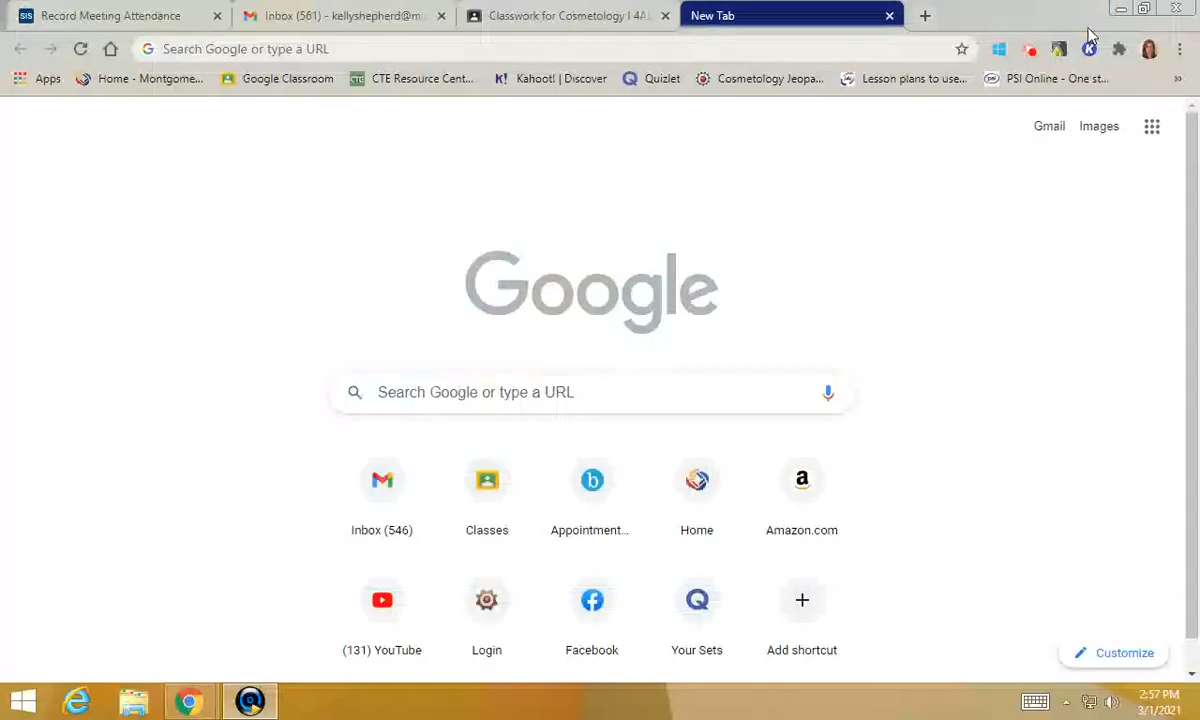 SIS Record Meeting Attendance
Inbox (561) - kellyshepherd@m
Classwork for Cosmetology I 4A
New Tab
Search Google or type a URL
Apps
Home - Montgome...
Google Classroom
CTE Resource Cent...
K! Kahoot! | Discover
Quizlet
Cosmetology Jeopa...
Lesson plans to use...
PSI Online - One st...
Gmail
Images
Google
Search Google or type a URL
Inbox (546)
Classes
Appointment...
Home
Amazon.com
(131) YouTube
Login
Facebook
Your Sets
Add shortcut
Customize
2:57 PM
3/1/2021